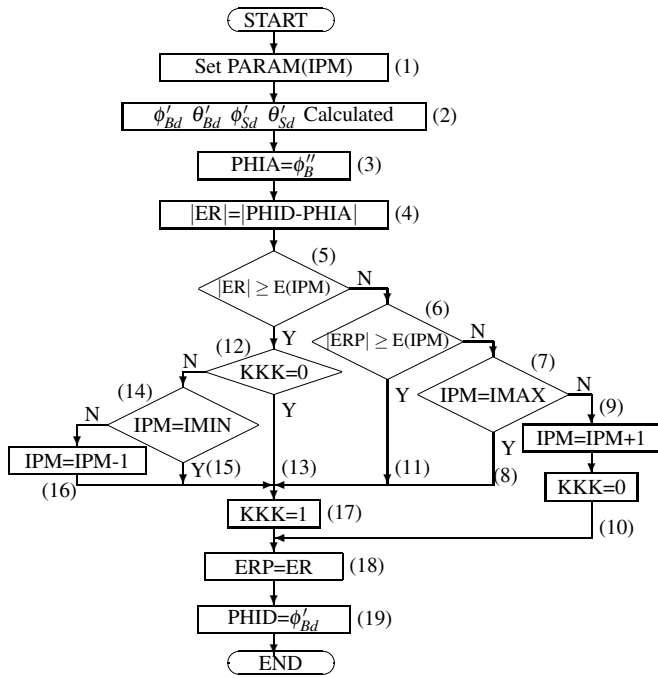 START
Set PARAM(IPM) (1)
ϕ′Bd θ′Bd ϕ′Sd θ′Sd Calculated (2)
PHIA=ϕ″B (3)
|ER|=|PHID-PHIA| (4)
(5)
|ER| ≥ E(IPM) N
(6)
Y
|ERP| ≥ E(IPM) N
(12)
(7)
N KKK=0
(14)
Y
IPM=IMAX N
(9)
N
Y
IPM=IMIN
Y
IPM=IPM+1
IPM=IPM-1
Y (15) (13) (11) (8)
(16)
KKK=0
KKK=1 (17)
(10)
ERP=ER (18)
PHID=ϕ′Bd (19)
END